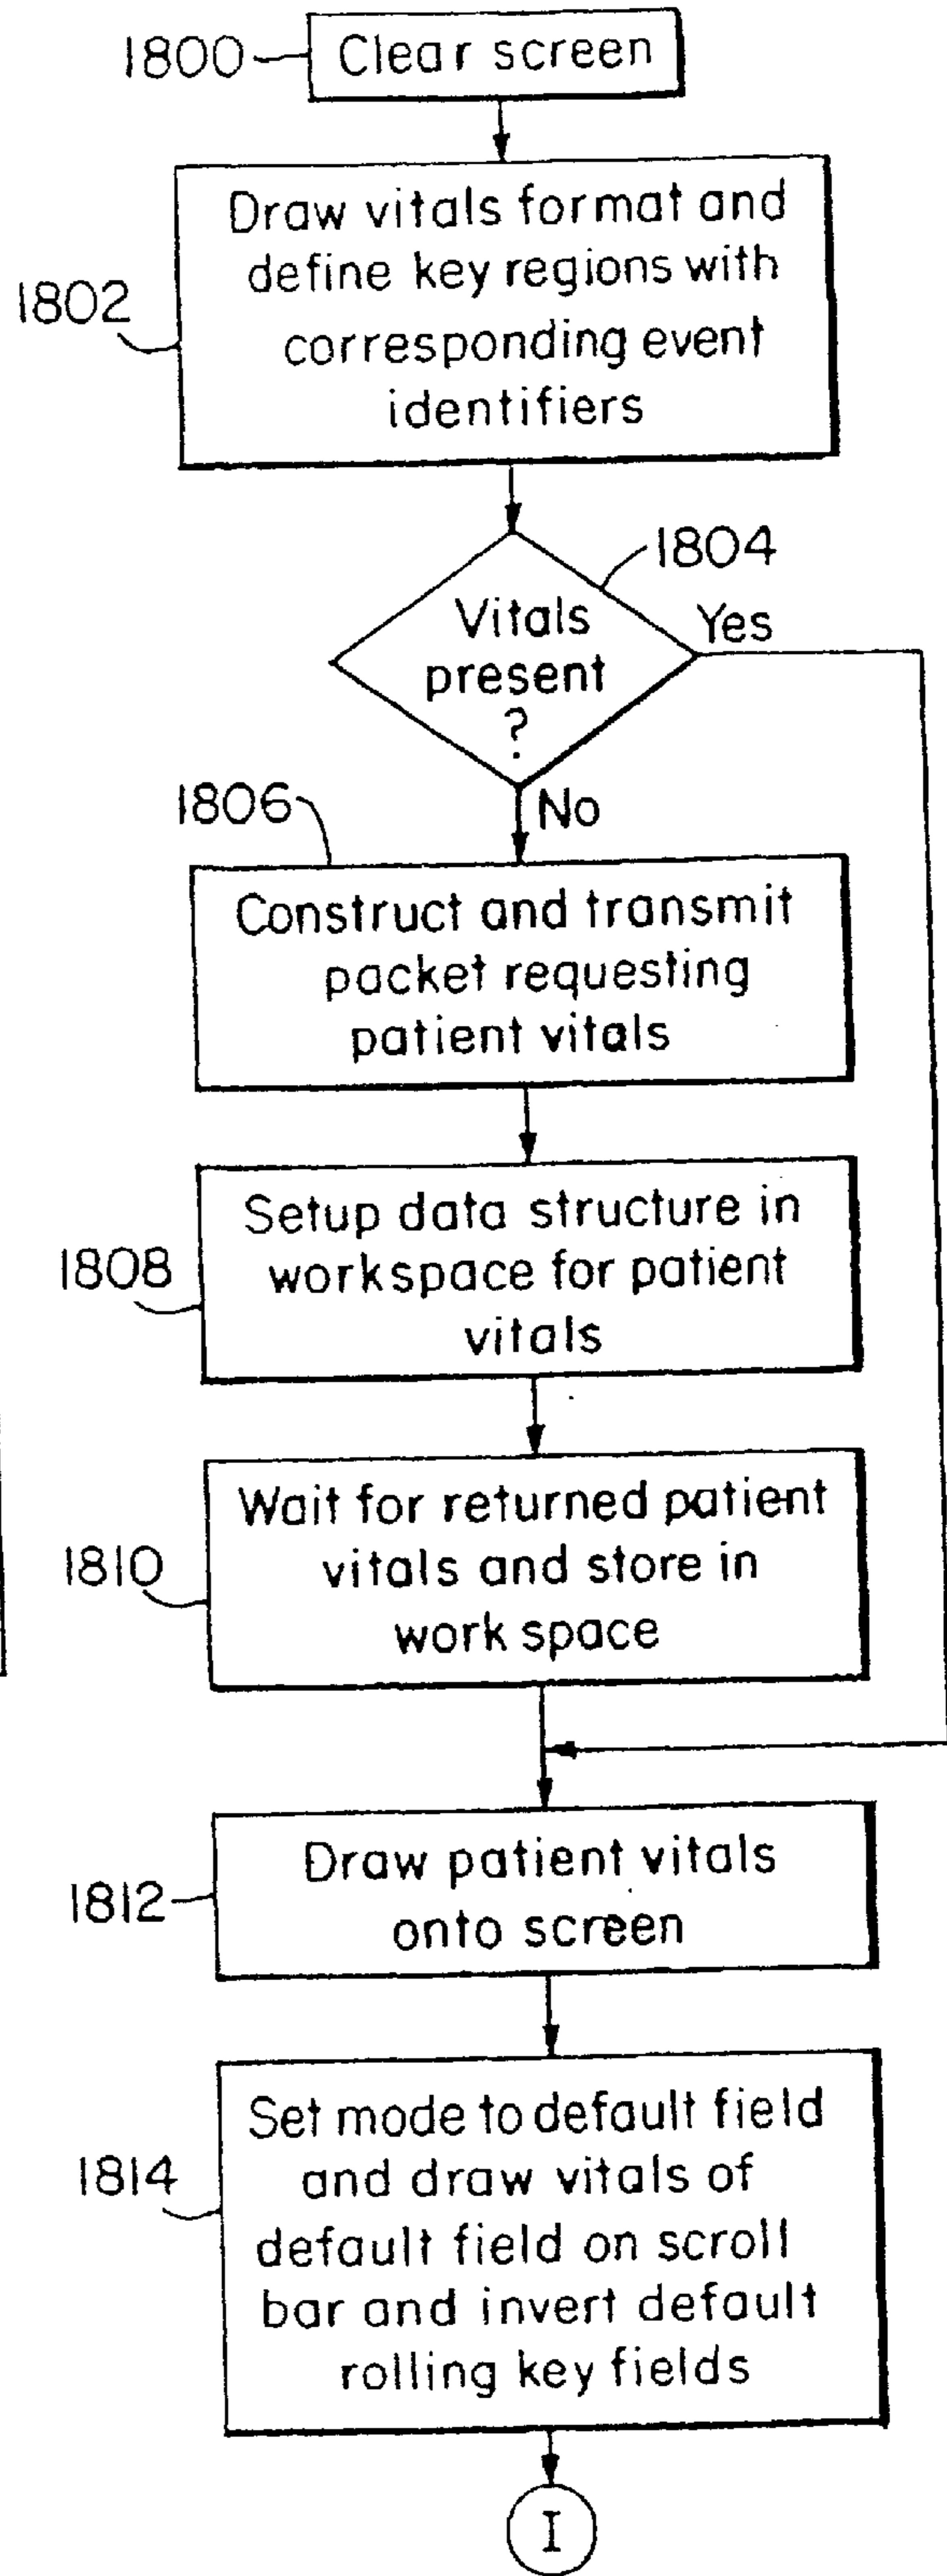 1800
Clear screen
1802
Draw vitals format and
define key regions with
corresponding event
identifiers
1804
Vitals
present
?
Yes
No
1806
Construct and transmit
packet requesting
patient vitals
1808
Setup data structure in
workspace for patient
vitals
1810
Wait for returned patient
vitals and store in
work space
1812
Draw patient vitals
onto screen
1814
Set mode to default field
and draw vitals of
default field on scroll
bar and invert default
rolling key fields
I